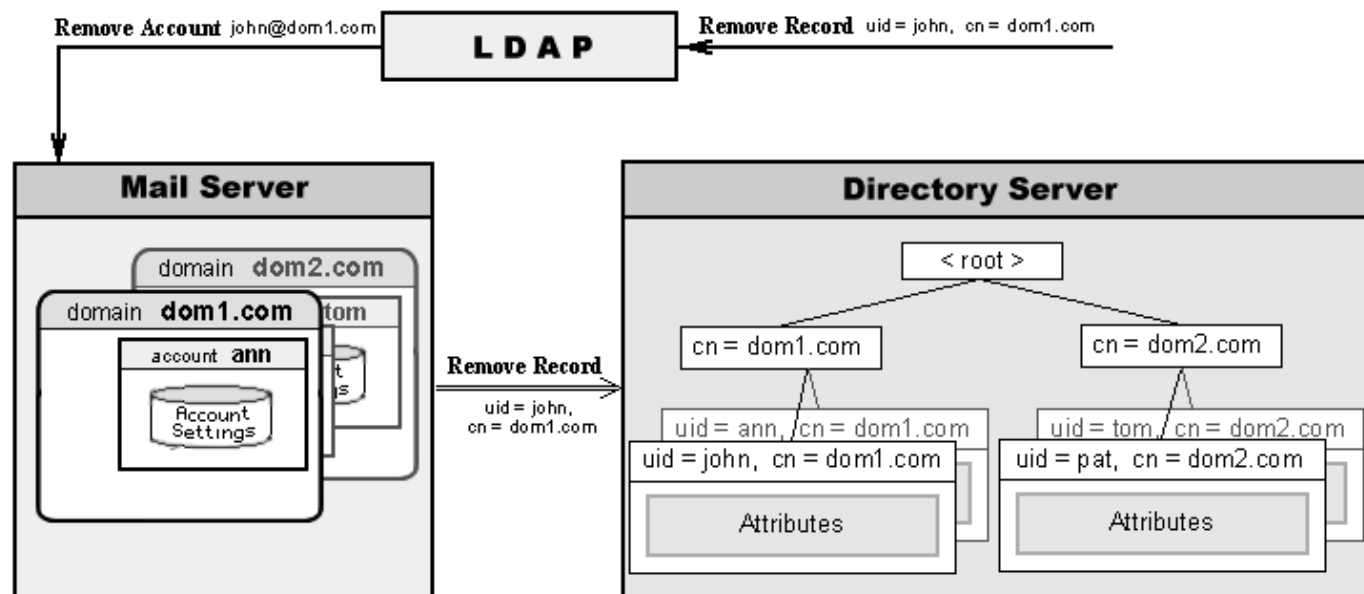 Remove Account john@dom1.com
L D A P
Remove Record uid = john, cn = dom1.com
Mail Server
domain dom2.com
tom
domain dom1.com
account ann
Account
Settings
Remove Record
uid = john,
cn = dom1.com
Directory Server
< root >
cn = dom1.com
cn = dom2.com
uid = ann, cn = dom1.com
uid = john, cn = dom1.com
Attributes
uid = tom, cn = dom2.com
uid = pat, cn = dom2.com
Attributes